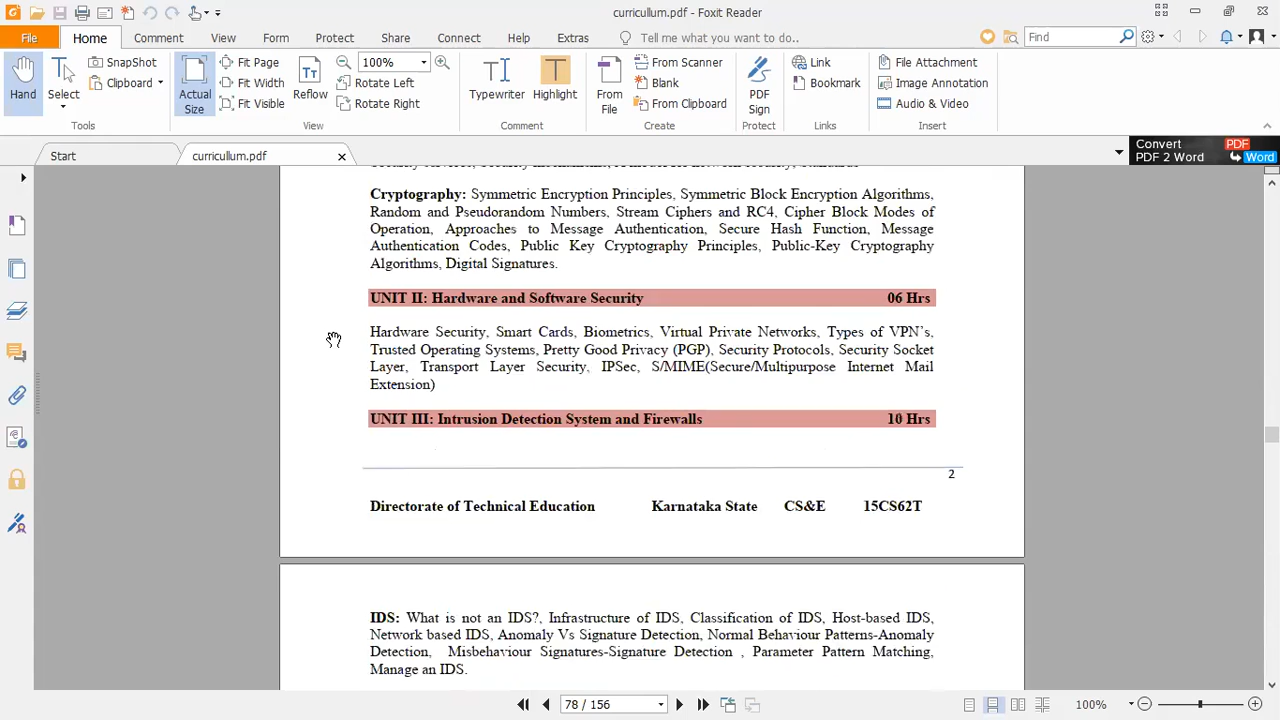 curriculum.pdf - Foxit Reader
File Home Comment View Form Protect Share Connect Help Extras Tell me what you want to do... Find
Hand Select SnapShot Clipboard Actual Size Fit Page Fit Width Fit Visible Reflow 100% Rotate Left Rotate Right Typewriter Highlight From File From Scanner Blank From Clipboard PDF Sign Link Bookmark File Attachment Image Annotation Audio & Video
Tools View Comment Create Protect Links Insert
Start curriculum.pdf Convert PDF 2 Word PDF Word
Cryptography: Symmetric Encryption Principles, Symmetric Block Encryption Algorithms,
Random and Pseudorandom Numbers, Stream Ciphers and RC4, Cipher Block Modes of
Operation, Approaches to Message Authentication, Secure Hash Function, Message
Authentication Codes, Public Key Cryptography Principles, Public-Key Cryptography
Algorithms, Digital Signatures.
UNIT II: Hardware and Software Security 06 Hrs
Hardware Security, Smart Cards, Biometrics, Virtual Private Networks, Types of VPN's,
Trusted Operating Systems, Pretty Good Privacy (PGP), Security Protocols, Security Socket
Layer, Transport Layer Security, IPSec, S/MIME(Secure/Multipurpose Internet Mail
Extension)
UNIT III: Intrusion Detection System and Firewalls 10 Hrs
2
Directorate of Technical Education Karnataka State CS&E 15CS62T
IDS: What is not an IDS?, Infrastructure of IDS, Classification of IDS, Host-based IDS,
Network based IDS, Anomaly Vs Signature Detection, Normal Behaviour Patterns-Anomaly
Detection, Misbehaviour Signatures-Signature Detection , Parameter Pattern Matching,
Manage an IDS.
78 / 156 100%